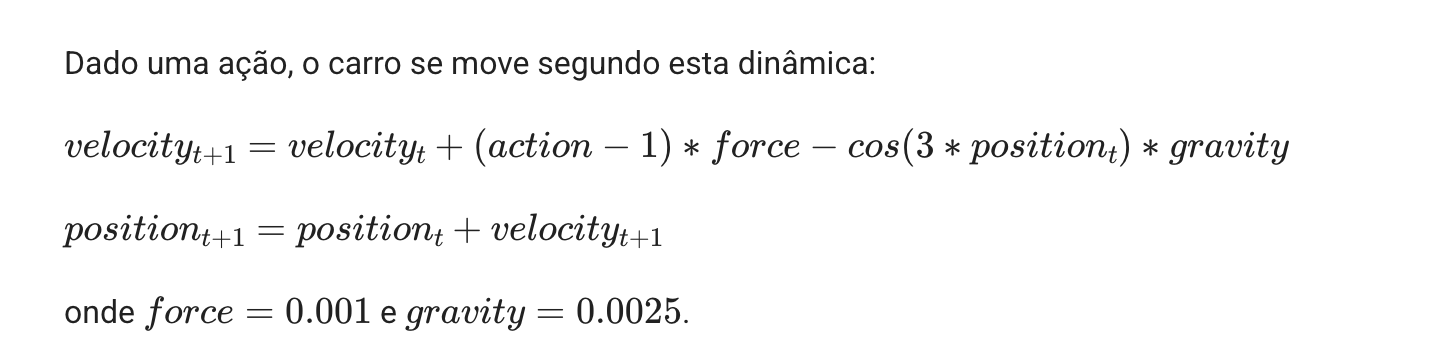 Dado uma ação, o carro se move segundo esta dinâmica:
velocity_{t+1} = velocity_t + (action − 1) ∗ force − cos(3 ∗ position_t) ∗ gravity
position_{t+1} = position_t + velocity_{t+1}
onde force = 0.001 e gravity = 0.0025.